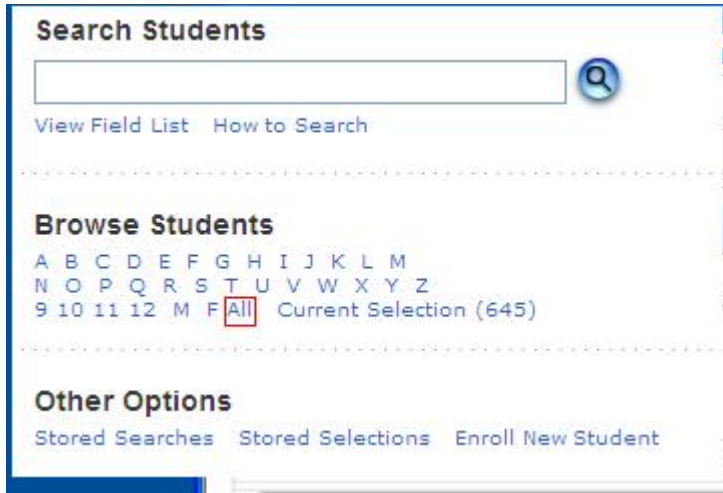 Search Students
View Field List How to Search
Browse Students
A B C D E F G H I J K L M
N O P Q R S T U V W X Y Z
9 10 11 12 M F All Current Selection (645)
Other Options
Stored Searches Stored Selections Enroll New Student